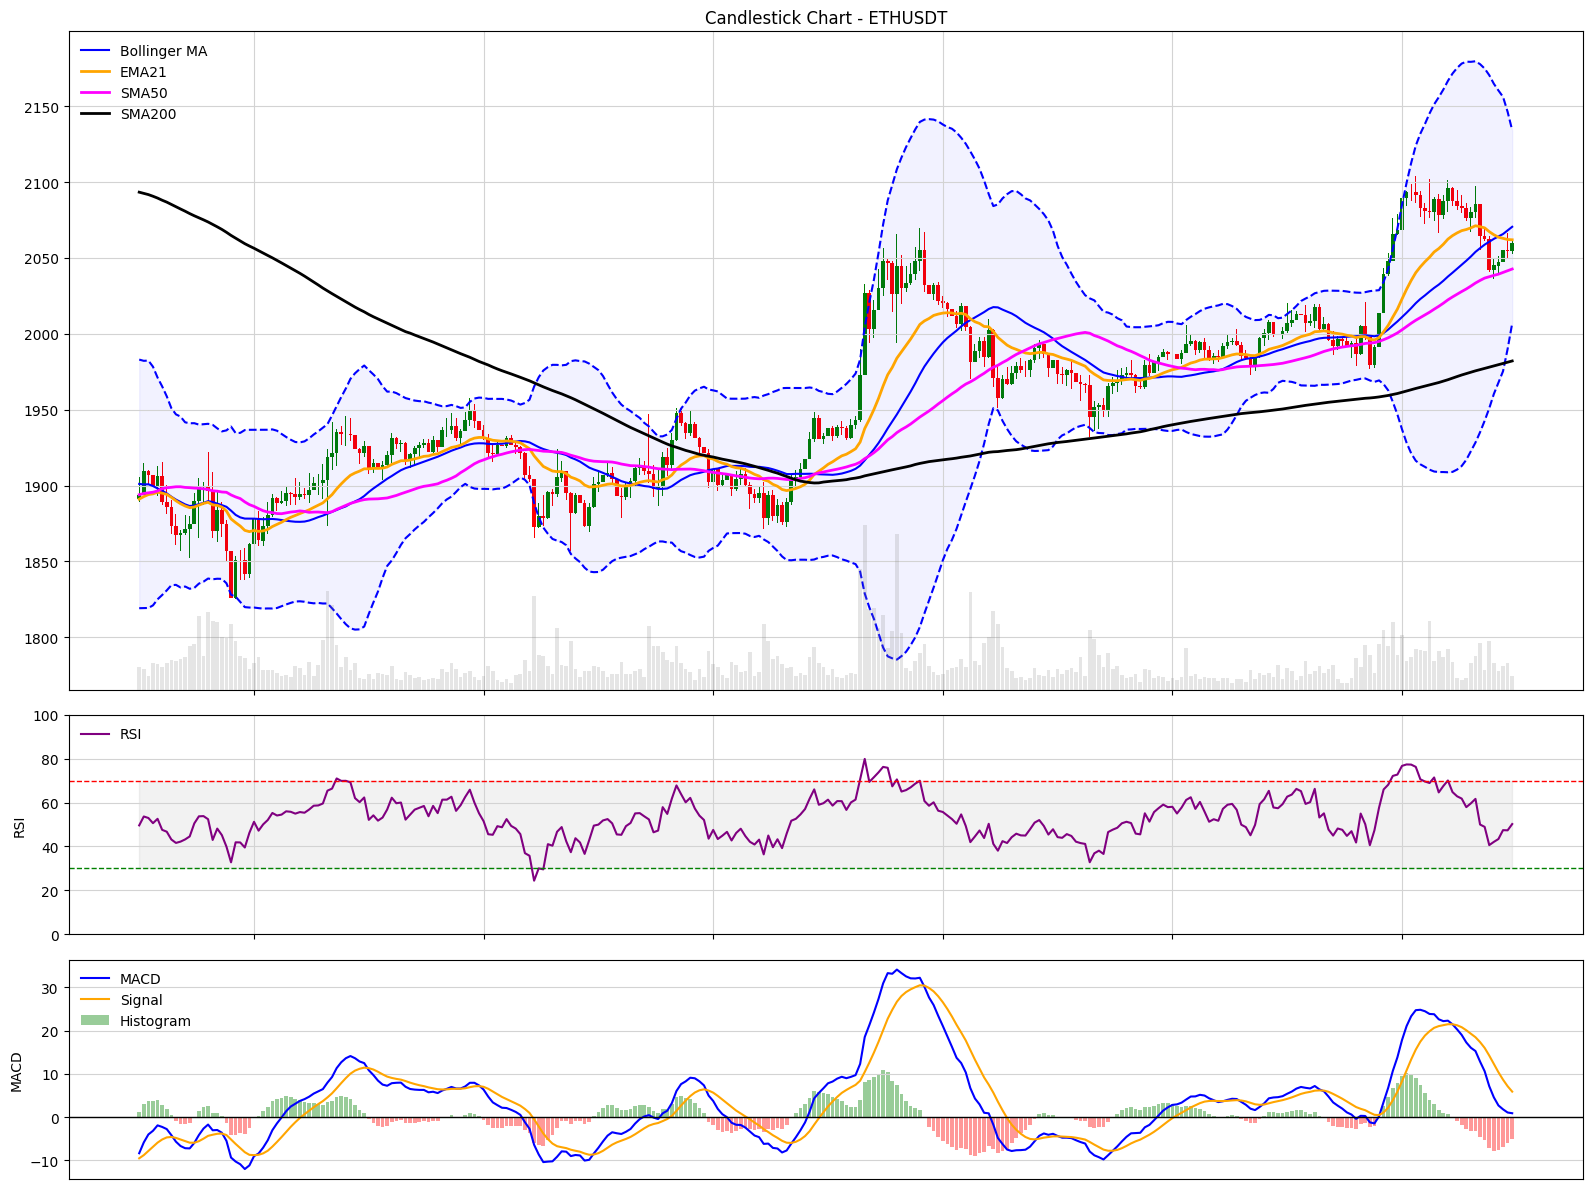 Candlestick Chart - ETHUSDT
Bollinger MA
EMA21
SMA50
SMA200
2150
2100
2050
2000
1950
1900
1850
1800
RSI
100
80
60
40
20
0
RSI
MACD
Signal
Histogram
30
20
10
0
−10
MACD